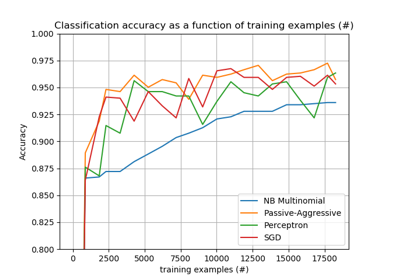 Classification accuracy as a function of training examples (#)
1.000
0.975
0.950
0.925
0.900
0.875
0.850
0.825
0.800
Accuracy
NB Multinomial
Passive-Aggressive
Perceptron
SGD
0 2500 5000 7500 10000 12500 15000 17500
training examples (#)